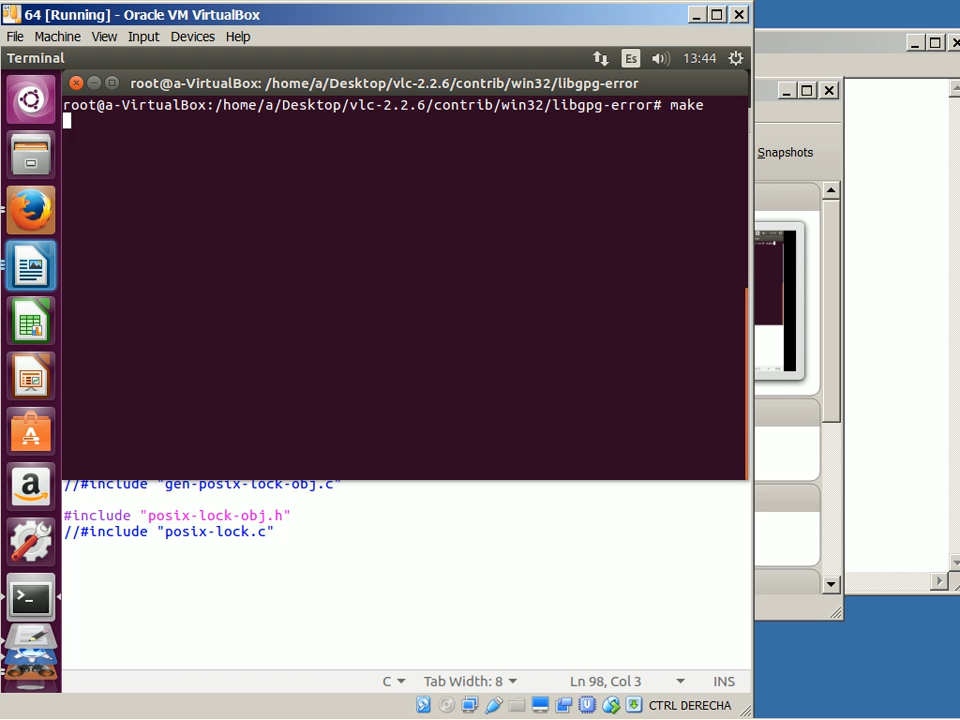 64 [Running] - Oracle VM VirtualBox
File Machine View Input Devices Help
Terminal
Es
13:44
root@a-VirtualBox: /home/a/Desktop/vlc-2.2.6/contrib/win32/libgpg-error
root@a-VirtualBox:/home/a/Desktop/vlc-2.2.6/contrib/win32/libgpg-error# make
Snapshots
//#include "gen-posix-lock-obj.c"
#include "posix-lock-obj.h"
//#include "posix-lock.c"
C
Tab Width: 8
Ln 98, Col 3
INS
CTRL DERECHA